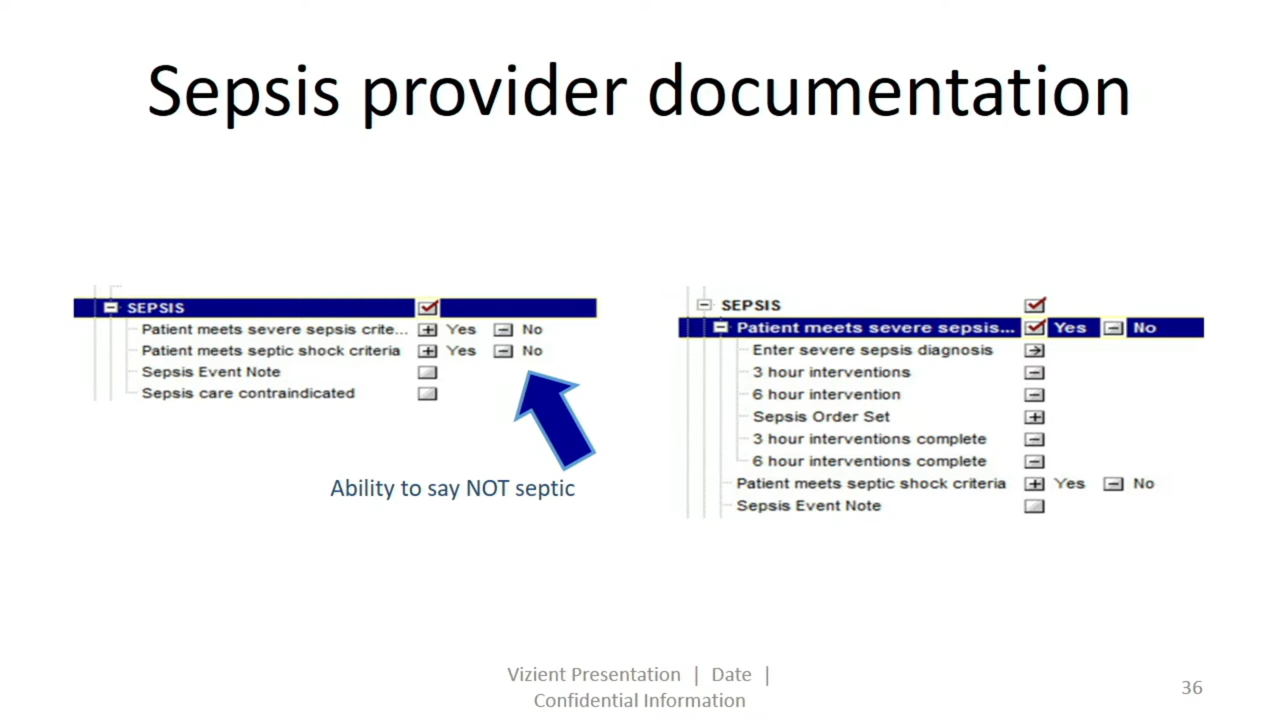 Sepsis provider documentation
SEPSIS
Patient meets severe sepsis crite... Yes No
Patient meets septic shock criteria Yes No
Sepsis Event Note
Sepsis care contraindicated
Ability to say NOT septic
SEPSIS
Patient meets severe sepsis... Yes No
Enter severe sepsis diagnosis
3 hour interventions
6 hour intervention
Sepsis Order Set
3 hour interventions complete
6 hour interventions complete
Patient meets septic shock criteria Yes No
Sepsis Event Note
Vizient Presentation | Date |
Confidential Information
36